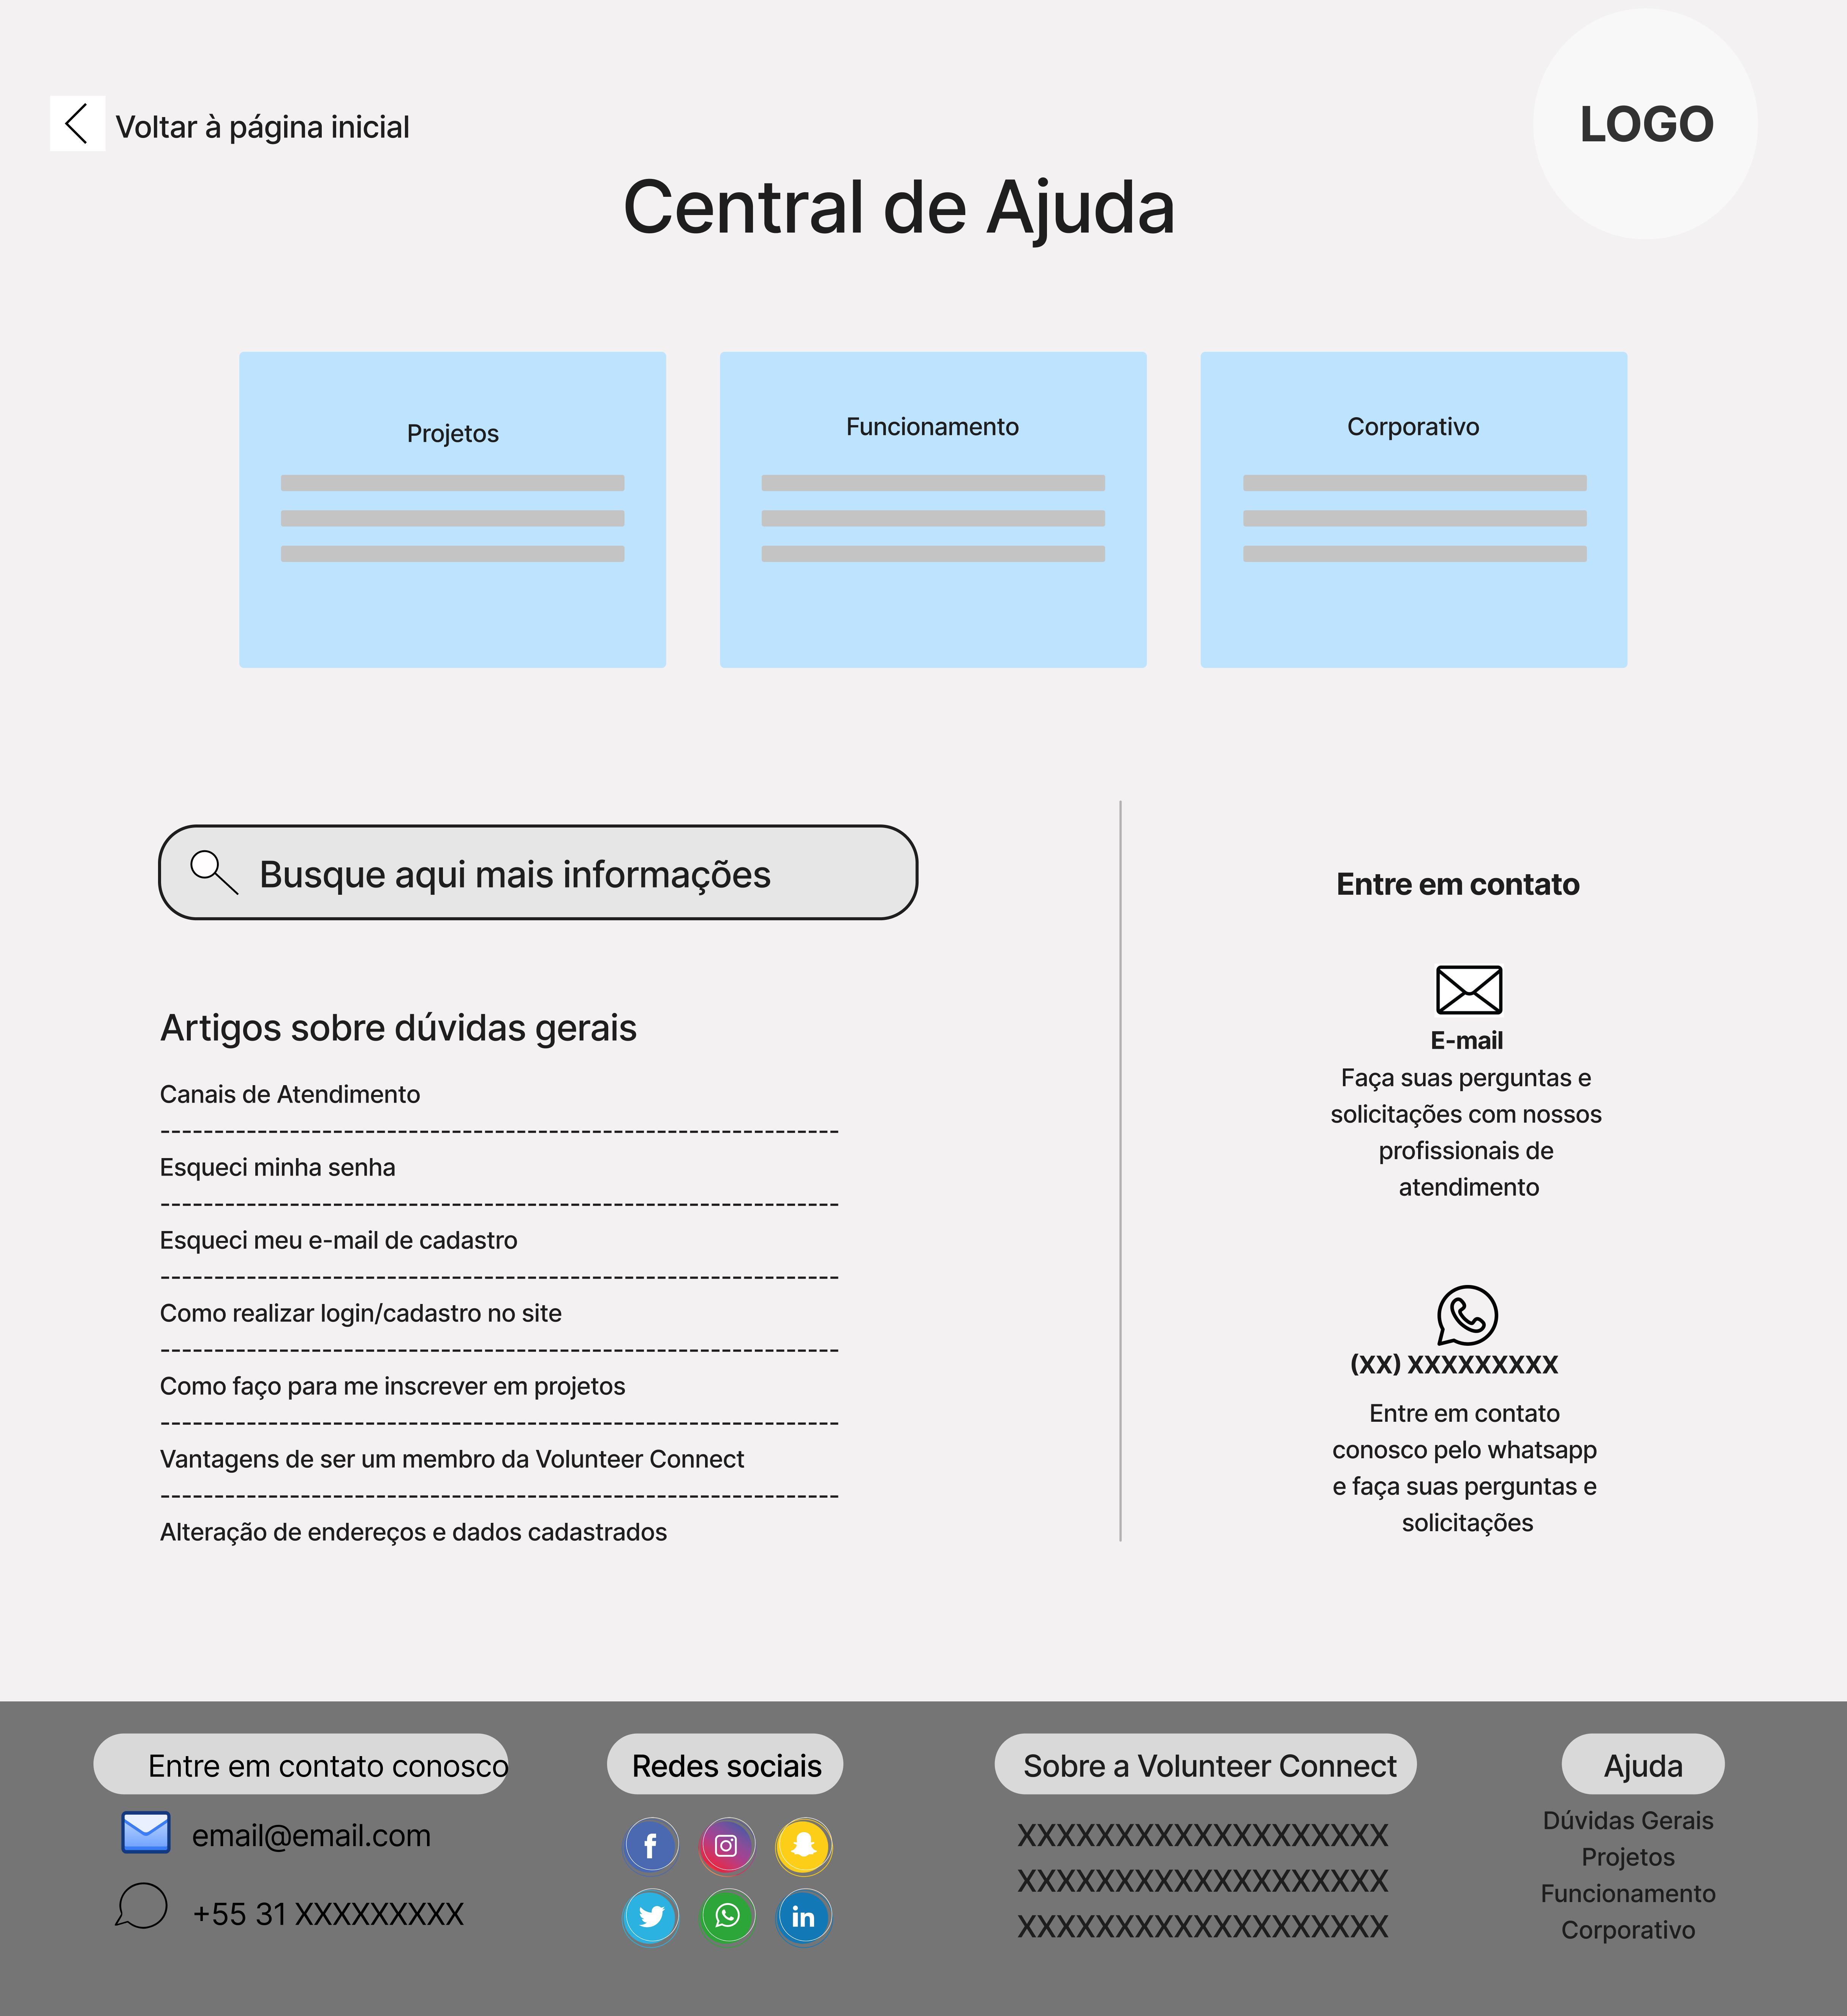 Voltar à página inicial
LOGO
Central de Ajuda
Projetos
Funcionamento
Corporativo
Busque aqui mais informações
Artigos sobre dúvidas gerais
Canais de Atendimento
Esqueci minha senha
Esqueci meu e-mail de cadastro
Como realizar login/cadastro no site
Como faço para me inscrever em projetos
Vantagens de ser um membro da Volunteer Connect
Alteração de endereços e dados cadastrados
Entre em contato
E-mail
Faça suas perguntas e
solicitações com nossos
profissionais de
atendimento
(XX) XXXXXXXXX
Entre em contato
conosco pelo whatsapp
e faça suas perguntas e
solicitações
Entre em contato conosco
email@email.com
+55 31 XXXXXXXXX
Redes sociais
f
in
Sobre a Volunteer Connect
XXXXXXXXXXXXXXXXXXX
XXXXXXXXXXXXXXXXXXX
XXXXXXXXXXXXXXXXXXX
Ajuda
Dúvidas Gerais
Projetos
Funcionamento
Corporativo